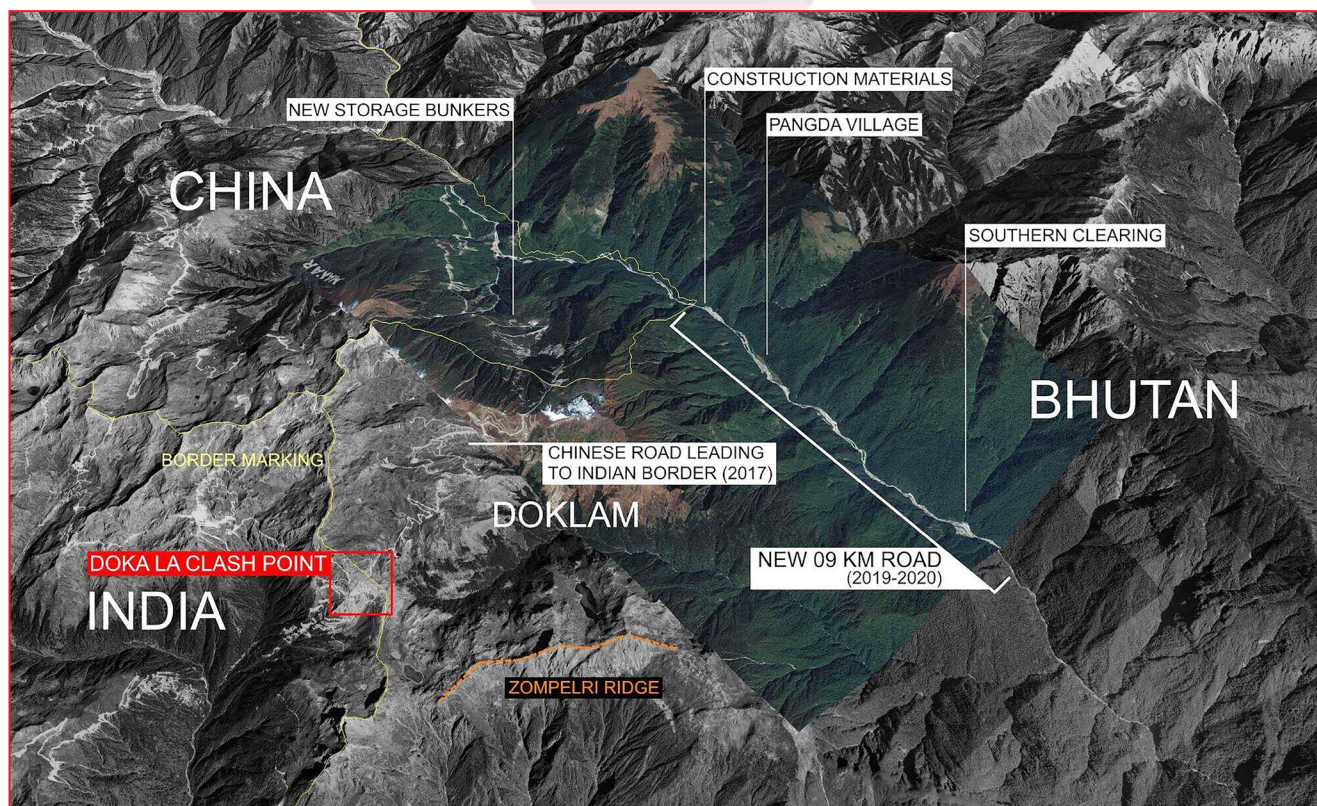 CONSTRUCTION MATERIALS
NEW STORAGE BUNKERS
PANGDA VILLAGE
CHINA
SOUTHERN CLEARING
BHUTAN
CHINESE ROAD LEADING
TO INDIAN BORDER (2017)
BORDER MARKING
DOKLAM
DOKA LA CLASH POINT
NEW 09 KM ROAD
(2019-2020)
INDIA
ZOMPELRI RIDGE